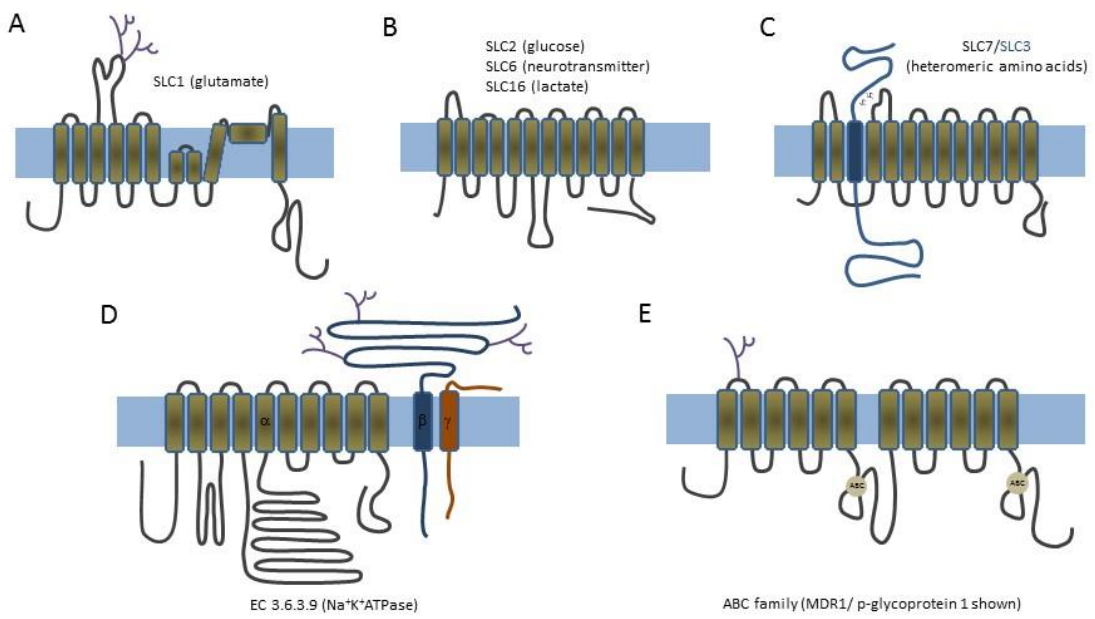 A
SLC1 (glutamate)
B
SLC2 (glucose)
SLC6 (neurotransmitter)
SLC16 (lactate)
C
SLC7/SLC3
(heteromeric amino acids)
S
S
D
α
β
γ
EC 3.6.3.9 (Na⁺K⁺ATPase)
E
ABC
ABC
ABC family (MDR1/ p-glycoprotein 1 shown)